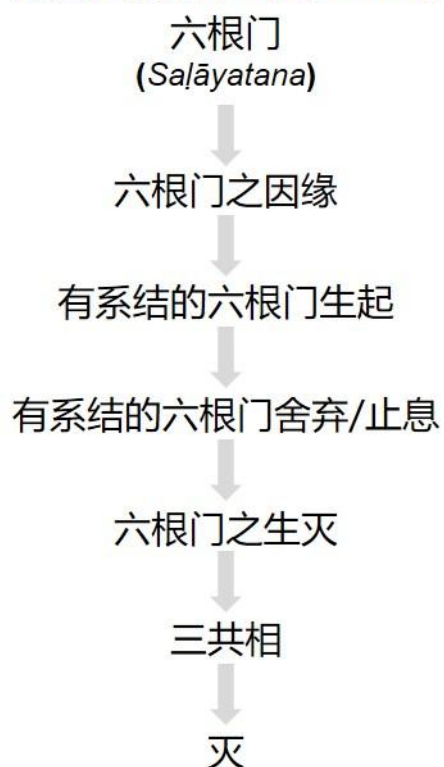 六根门
(Saḷāyatana)
六根门之因缘
有系结的六根门生起
有系结的六根门舍弃/止息
六根门之生灭
三共相
灭